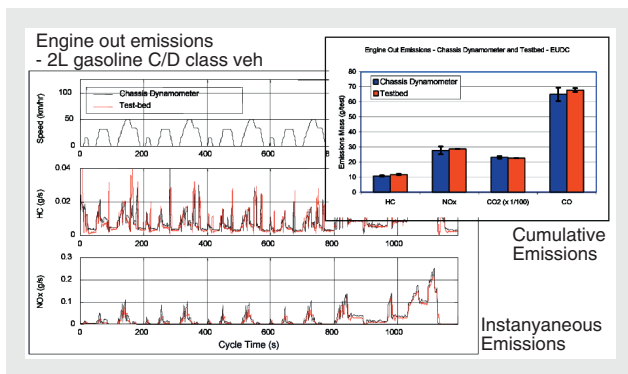 Engine out emissions
- 2L gasoline C/D class veh
Engine Out Emissions - Chassis Dynamometer and Testbed - EUDC
Emissions Mass (g/test)
80
70
60
50
40
30
20
10
0
Chassis Dynamometer
Testbed
HC
NOx
CO2 (x 1/100)
CO
Cumulative
Emissions
Speed (km/hr)
100
50
0
Chassis Dynamometer
Test-bed
0 200 400 600
HC (g/s)
0.04
0.02
0
0 200 400 600 800 1000
NOx (g/s)
0.3
0.2
0.1
0
0 200 400 600 800 1000
Cycle Time (s)
Instanyaneous
Emissions